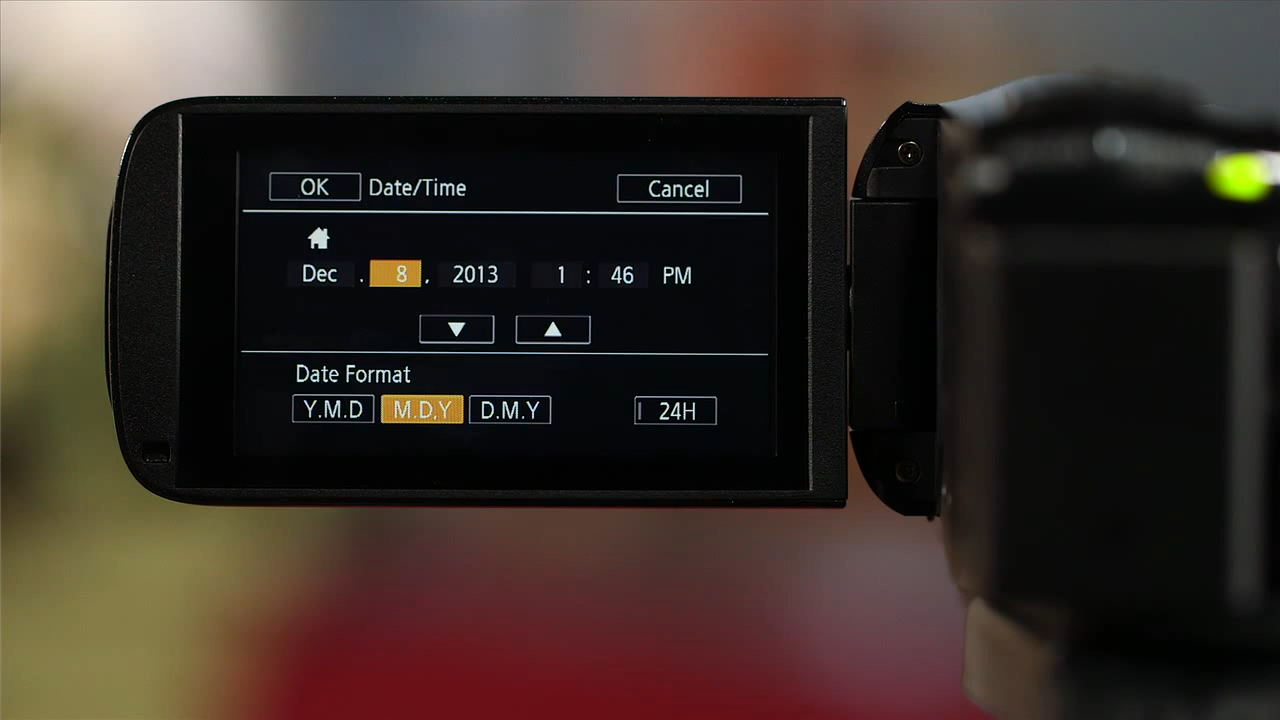 OK Date/Time Cancel
Dec . 8 , 2013 1 : 46 PM
▼ ▲
Date Format
Y.M.D M.D,Y D.M.Y 24H